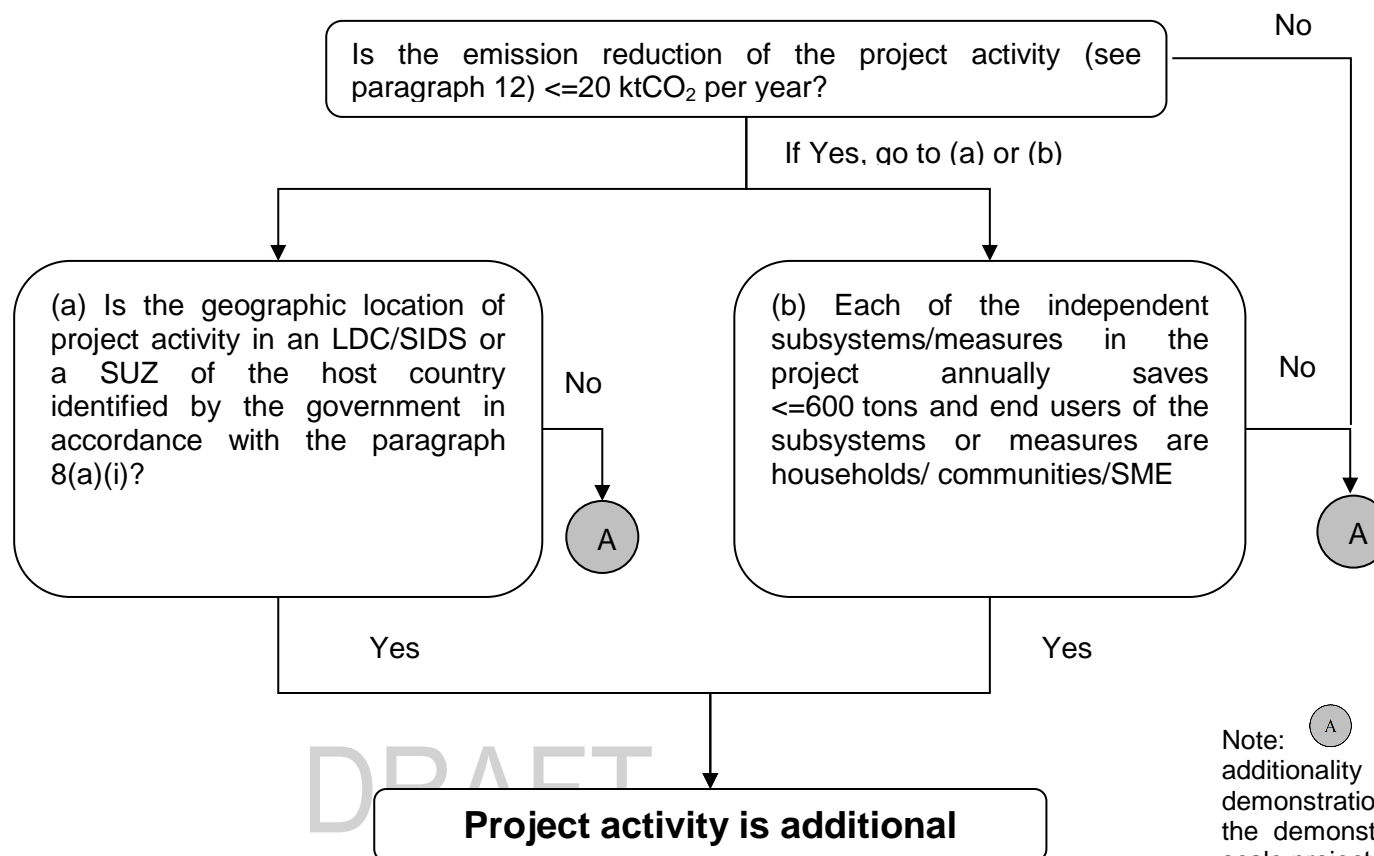 No
Is the emission reduction of the project activity (see
paragraph 12) <=20 ktCO₂ per year?
If Yes, go to (a) or (b)
(a) Is the geographic location of
project activity in an LDC/SIDS or
a SUZ of the host country
identified by the government in
accordance with the paragraph
8(a)(i)?
No
A
(b) Each of the independent
subsystems/measures in the
project annually saves
<=600 tons and end users of the
subsystems or measures are
households/ communities/SME
No
A
Yes
Yes
DRAFT
Project activity is additional
Note: A
additionality
demonstratio
the demonst
scale project